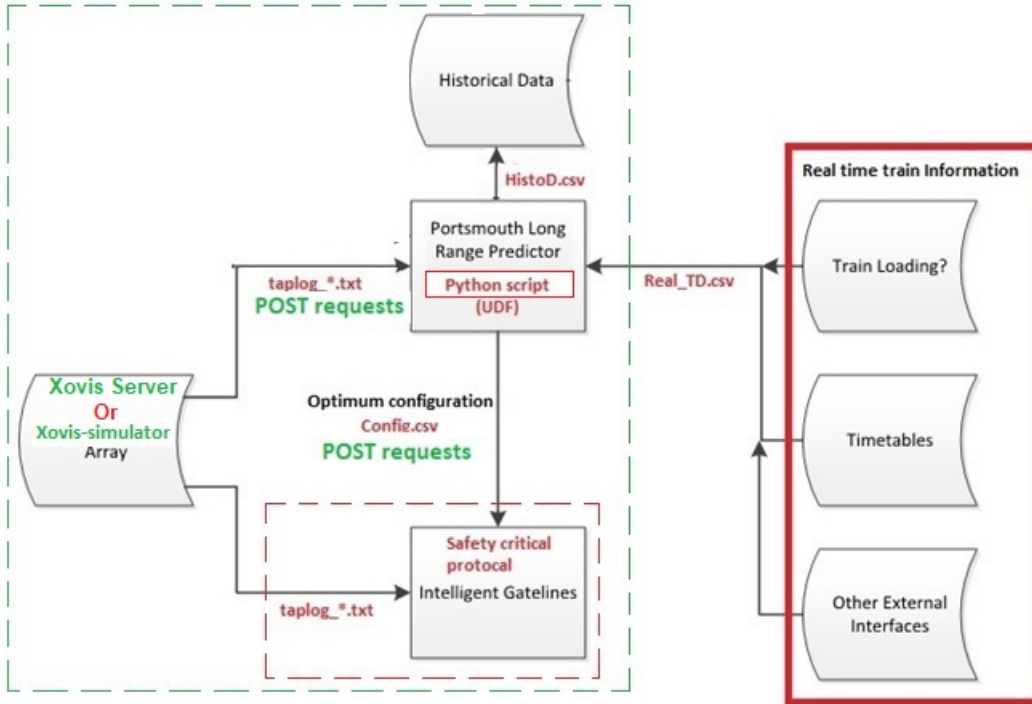 Historical Data
HistoD.csv
Real time train Information
Portsmouth Long
Range Predictor
Python script
(UDF)
taplog_*.txt
POST requests
Real_TD.csv
Train Loading?
Xovis Server
Or
Xovis-simulator
Array
Optimum configuration
Config.csv
POST requests
Timetables
Safety critical
protocal
Intelligent Gatelines
taplog_*.txt
Other External
Interfaces